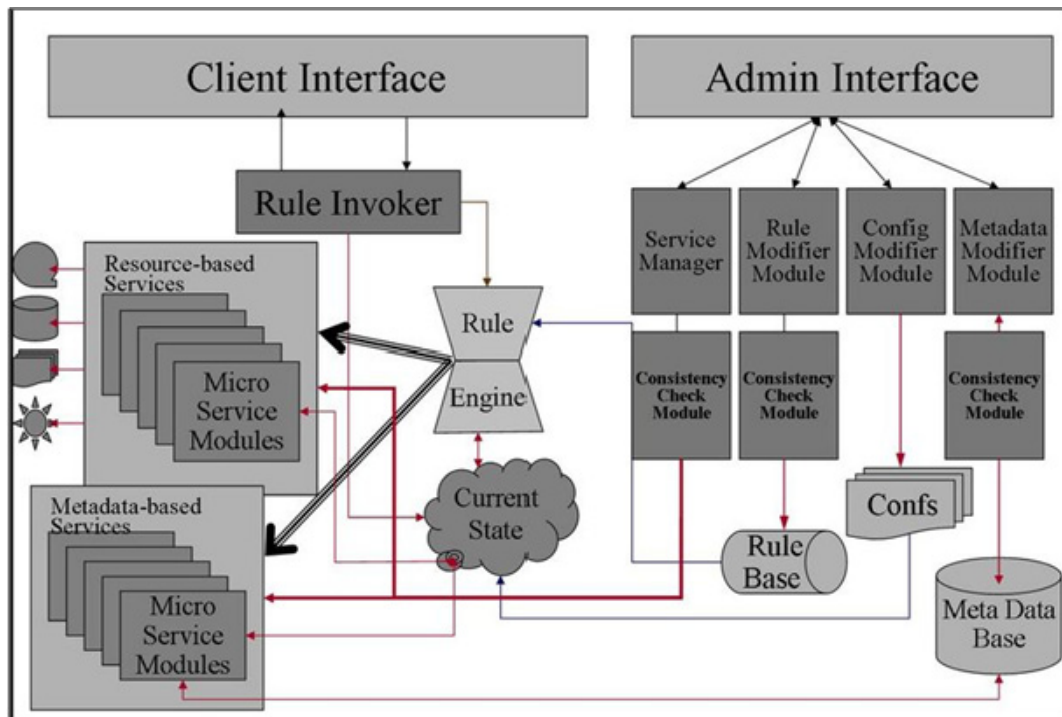 Client Interface
Admin Interface
Rule Invoker
Service
Manager
Rule
Modifier
Module
Config
Modifier
Module
Metadata
Modifier
Module
Resource-based
Services
Micro
Service
Modules
Rule
Engine
Consistency
Check
Module
Consistency
Check
Module
Consistency
Check
Module
Current
State
Confs
Metadata-based
Services
Micro
Service
Modules
Rule
Base
Meta Data
Base